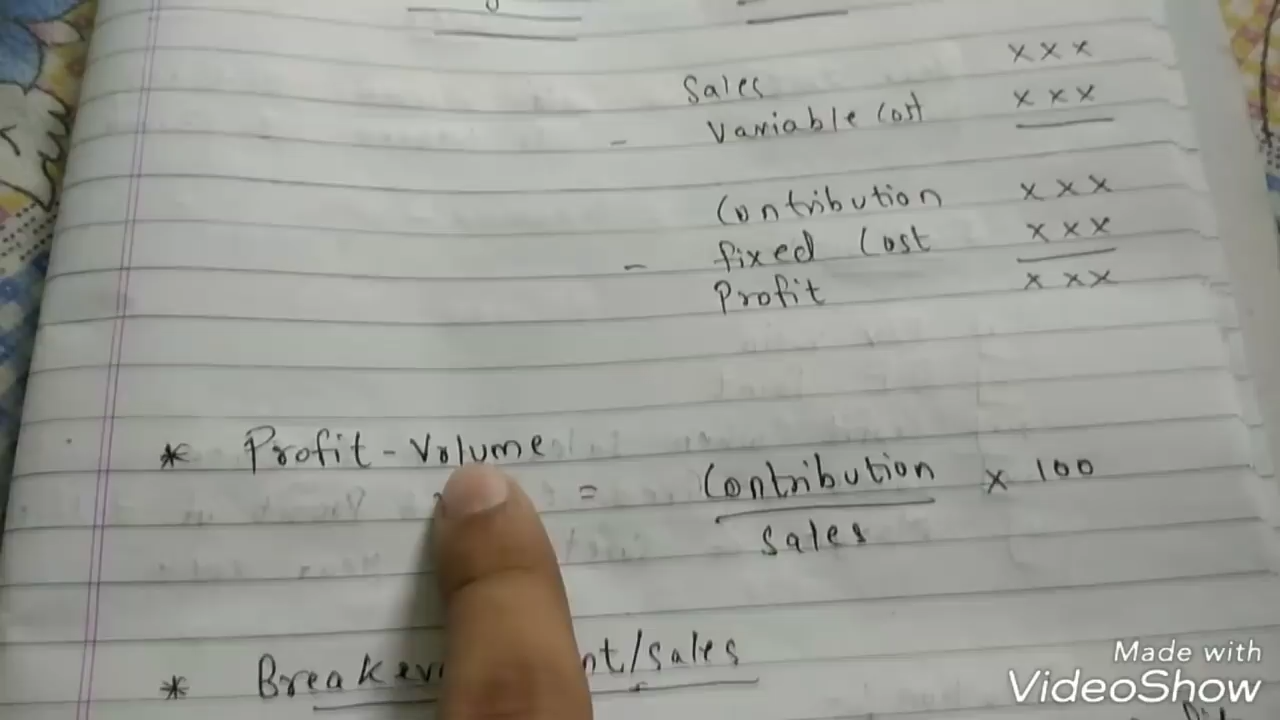 Sales xxx
- Variable Cost xxx
Contribution xxx
- fixed Cost xxx
Profit xxx
* Profit - Volume
= Contribution x 100
Sales
* /sales
Made with
VideoShow